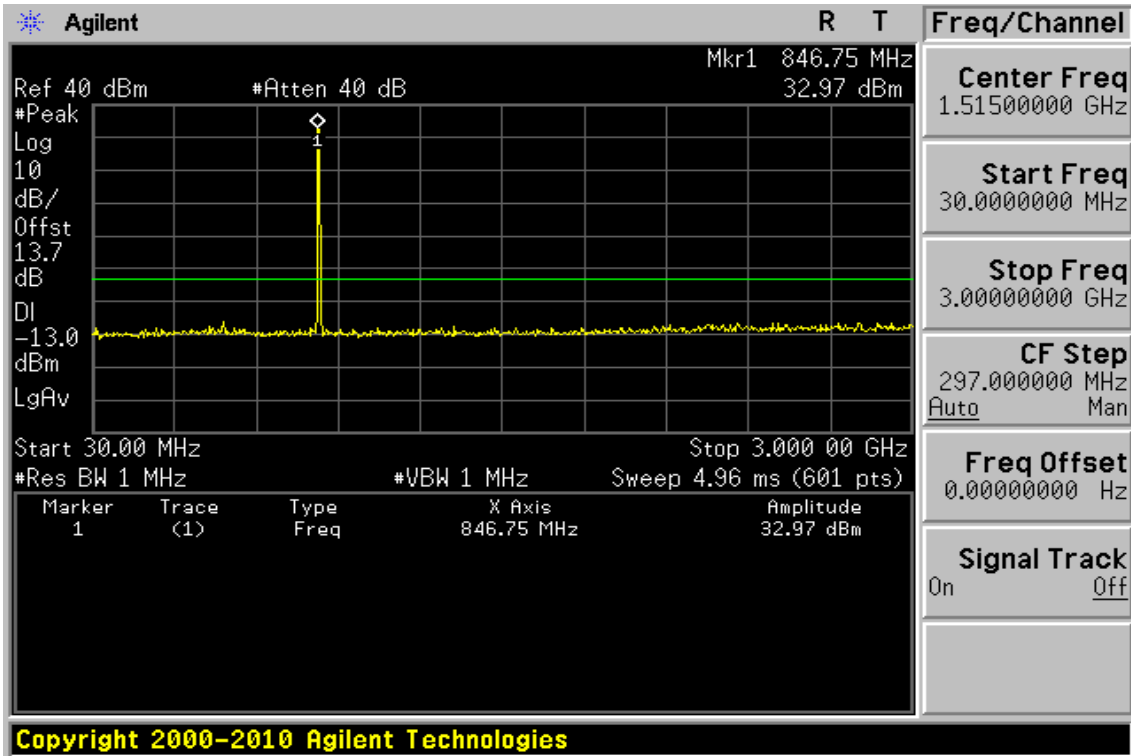 Agilent R T
Mkr1 846.75 MHz
Ref 40 dBm #Atten 40 dB 32.97 dBm
#Peak
Log
10
dB/
Offst
13.7
dB
DI
-13.0
dBm
LgAv
1
Start 30.00 MHz Stop 3.000 00 GHz
#Res BW 1 MHz #VBW 1 MHz Sweep 4.96 ms (601 pts)
Marker Trace Type X Axis Amplitude
1 (1) Freq 846.75 MHz 32.97 dBm
Freq/Channel
Center Freq
1.51500000 GHz
Start Freq
30.0000000 MHz
Stop Freq
3.00000000 GHz
CF Step
297.000000 MHz
Auto Man
Freq Offset
0.00000000 Hz
Signal Track
On Off
Copyright 2000-2010 Agilent Technologies